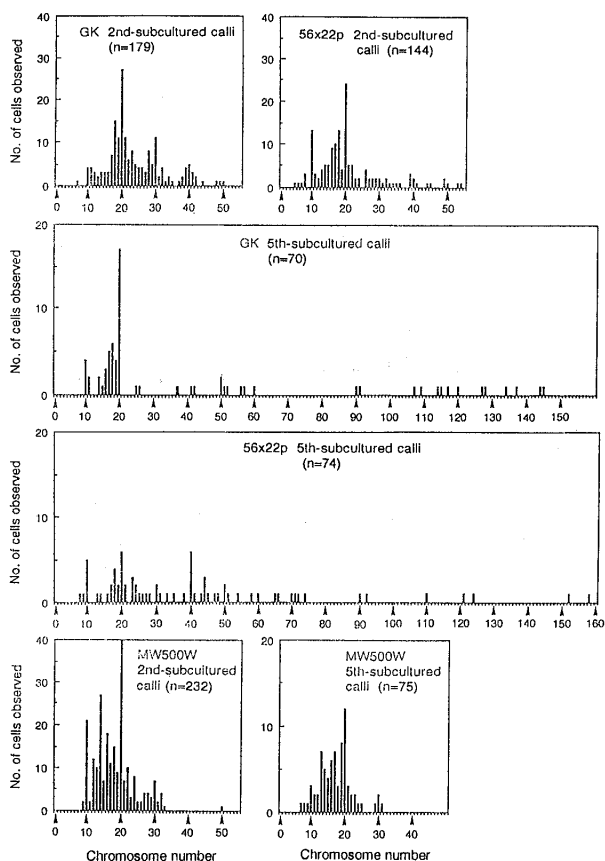 GK 2nd-subcultured calli
(n=179)
No. of cells observed
40
30
20
10
0
0 10 20 30 40 50
56x22p 2nd-subcultured
calli (n=144)
40
30
20
10
0
0 10 20 30 40 50
GK 5th-subcultured calli
(n=70)
No. of cells observed
20
10
0
0 10 20 30 40 50 60 70 80 90 100 110 120 130 140 150
56x22p 5th-subcultured calli
(n=74)
No. of cells observed
20
10
0
0 10 20 30 40 50 60 70 80 90 100 110 120 130 140 150 160
MW500W
2nd-subcultured
calli (n=232)
No. of cells observed
40
30
20
10
0
0 10 20 30 40 50
Chromosome number
MW500W
5th-subcultured
calli (n=75)
20
10
0
0 10 20 30 40
Chromosome number